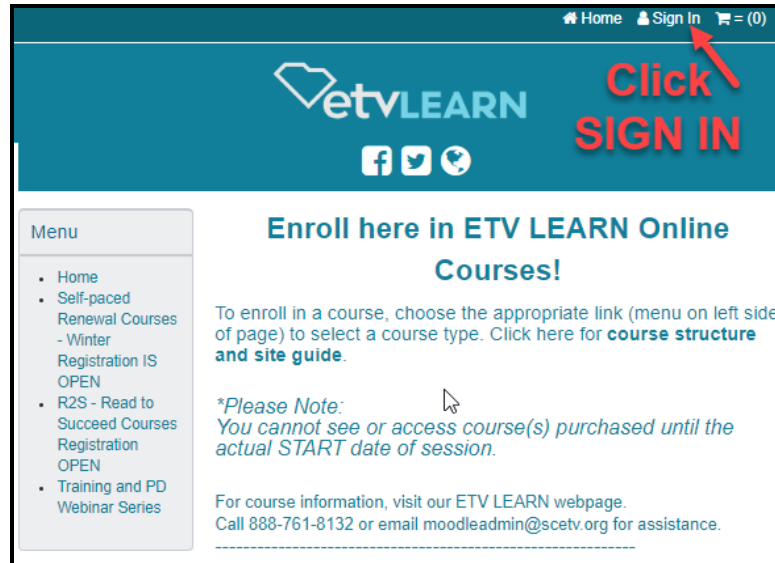 Home Sign In = (0)
etvLEARN
Click
SIGN IN
Menu
Home
Self-paced
Renewal Courses
- Winter
Registration IS
OPEN
R2S - Read to
Succeed Courses
Registration
OPEN
Training and PD
Webinar Series
Enroll here in ETV LEARN Online
Courses!
To enroll in a course, choose the appropriate link (menu on left side
of page) to select a course type. Click here for course structure
and site guide.
*Please Note:
You cannot see or access course(s) purchased until the
actual START date of session.
For course information, visit our ETV LEARN webpage.
Call 888-761-8132 or email moodleadmin@scetv.org for assistance.
------------------------------------------------------------